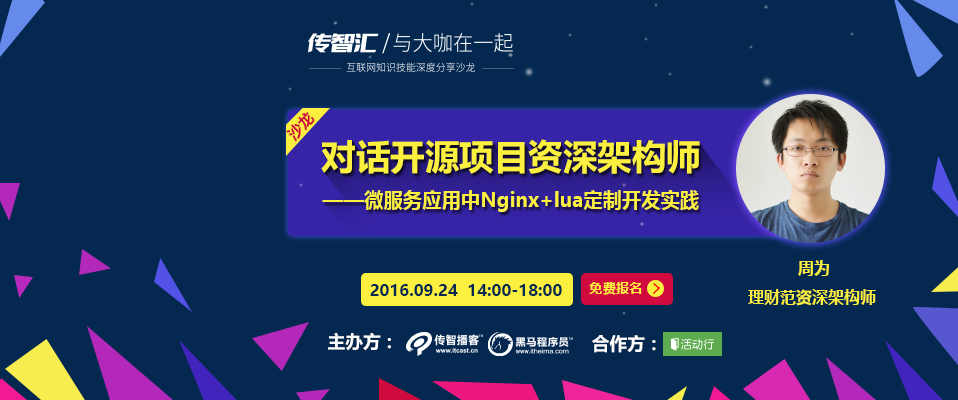 传智汇/与大咖在一起
互联网知识技能深度分享沙龙
沙龙
对话开源项目资深架构师
——微服务应用中Nginx+lua定制开发实践
周为
理财范资深架构师
2016.09.24 14:00-18:00
免费报名
主办方：
传智播客™
www.itcast.cn
黑马程序员™
www.itheima.com
合作方：
活动行